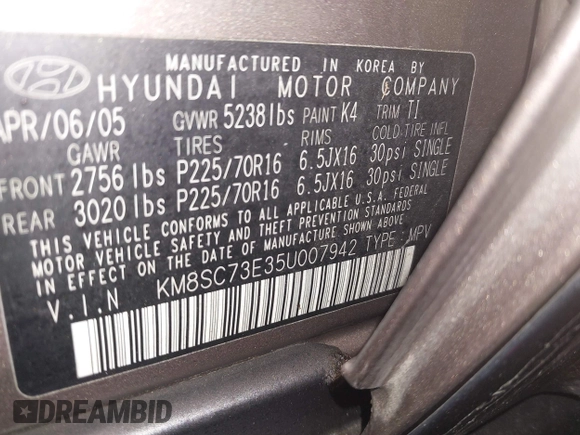 MANUFACTURED IN KOREA BY
HYUNDAI MOTOR COMPANY
APR/06/05 GVWR 5238lbs PAINT K4 TRIM TI
GAWR TIRES RIMS COLD TIRE INFL
FRONT 2756 lbs P225/70R16 6.5JX16 30psi SINGLE
REAR 3020 lbs P225/70R16 6.5JX16 30psi SINGLE
THIS VEHICLE CONFORMS TO ALL APPLICABLE U.S.A. FEDERAL
MOTOR VEHICLE SAFETY AND THEFT PREVENTION STANDARDS
IN EFFECT ON THE DATE OF MANUFACTURE SHOWN ABOVE.
V.I.N KM8SC73E35U007942 TYPE : MPV
DREAMBID